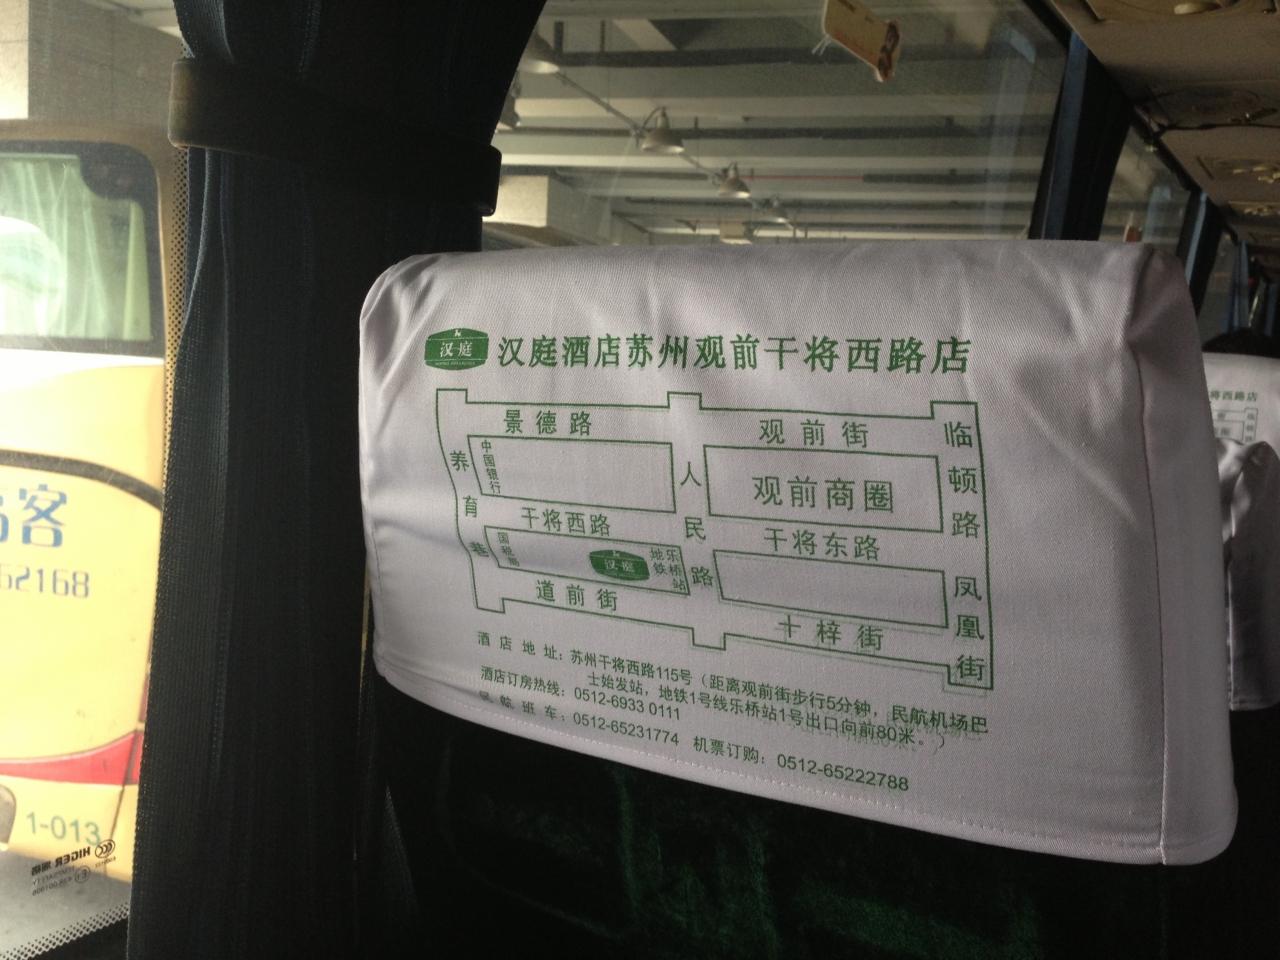 汉庭 汉庭酒店苏州观前干将西路店
景德路
观前街
临顿路
养育巷
中国银行
人民路
观前商圈
干将西路
干将东路
国税局
汉庭
地铁乐桥站
凤凰街
道前街
十梓街
酒店地址：苏州干将西路115号（距离观前街步行5分钟，民航机场巴
士始发站，地铁1号线乐桥站1号出口向前80米。）
酒店订房热线：0512-6933 0111
民航班车：0512-65231774 机票订购：0512-65222788
客
62168
1-013
HIGER